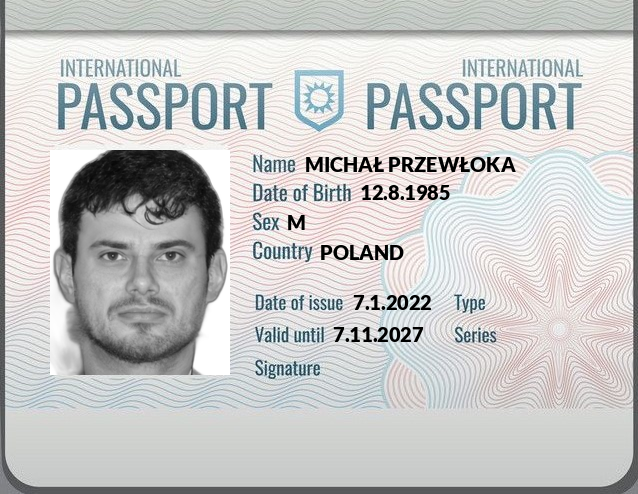 INTERNATIONAL INTERNATIONAL
PASSPORT PASSPORT
Name MICHAŁ PRZEWŁOKA
Date of Birth 12.8.1985
Sex M
Country POLAND
Date of issue 7.1.2022 Type
Valid until 7.11.2027 Series
Signature